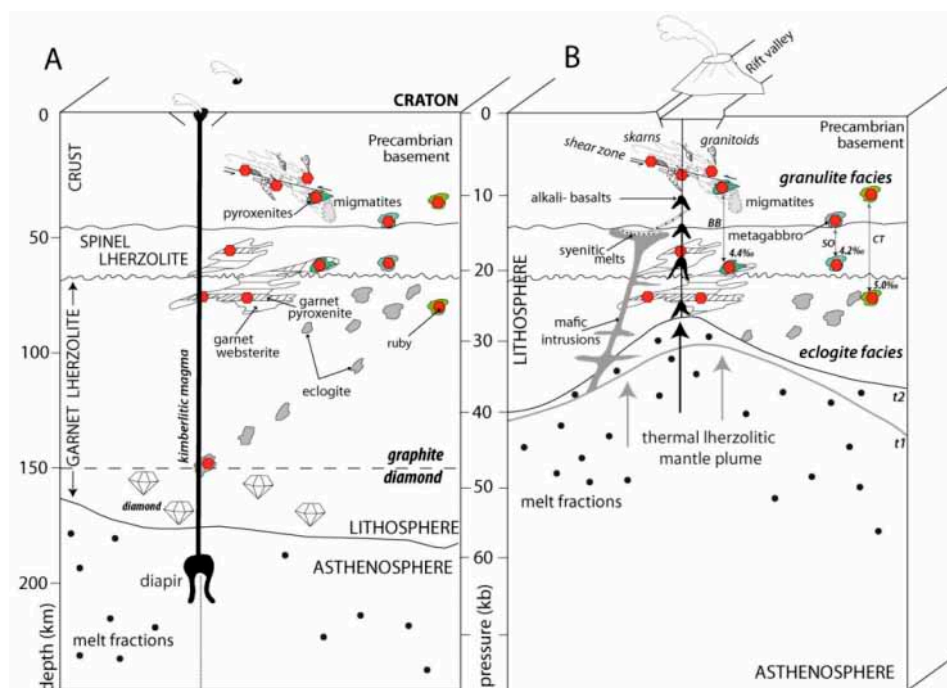 A
CRATON
0
50
100
150
200
depth (km)
CRUST
SPINEL
LHERZOLITE
GARNET LHERZOLITE
Precambrian
basement
pyroxenites
migmatites
garnet
pyroxenite
garnet
websterite
ruby
eclogite
kimberlitic magma
graphite
diamond
diamond
LITHOSPHERE
ASTHENOSPHERE
diapir
melt fractions
B
Rift valley
0
10
20
30
40
50
60
pressure (kb)
LITHOSPHERE
Precambrian
basement
skarns
granitoids
shear zone
granulite facies
alkali- basalts
migmatites
BB
metagabbro
SO
CT
syenitic
melts
4.4‰
4.2‰
5.0‰
mafic
intrusions
eclogite facies
t2
t1
thermal lherzolitic
mantle plume
melt fractions
ASTHENOSPHERE